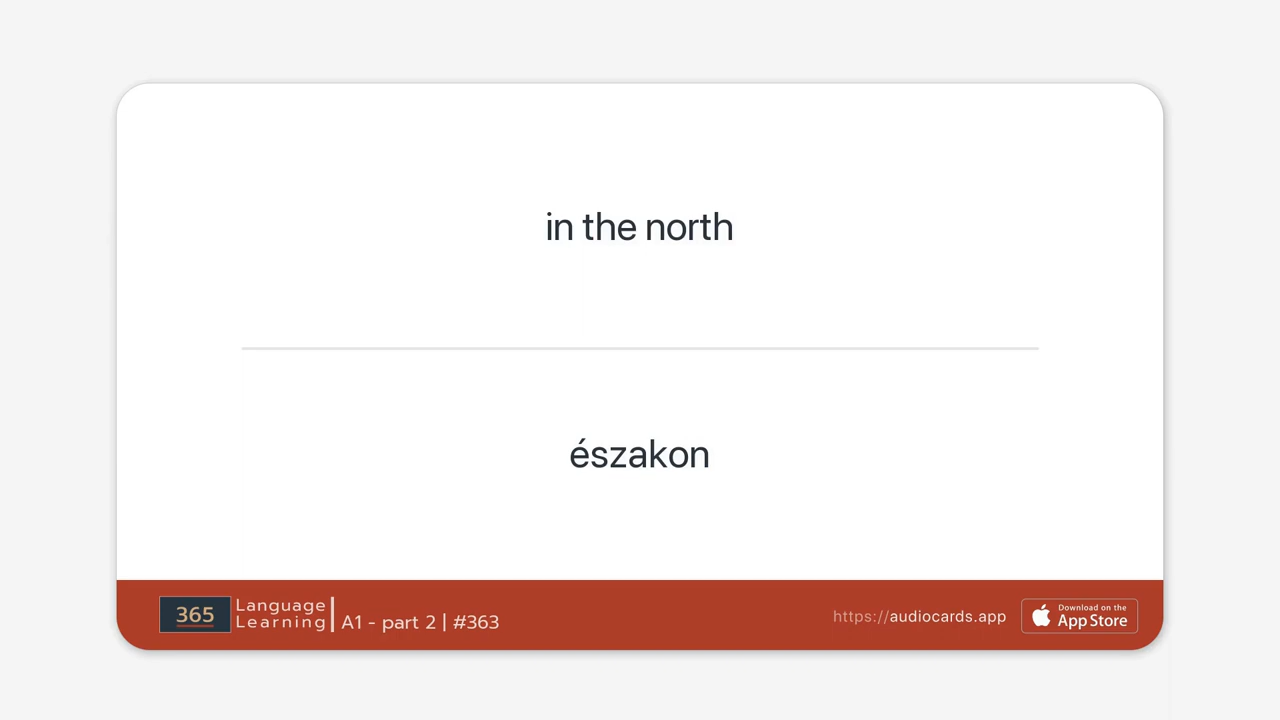 in the north
északon
365
Language
Learning
A1 - part 2 | #363
https://audiocards.app
Download on the
App Store